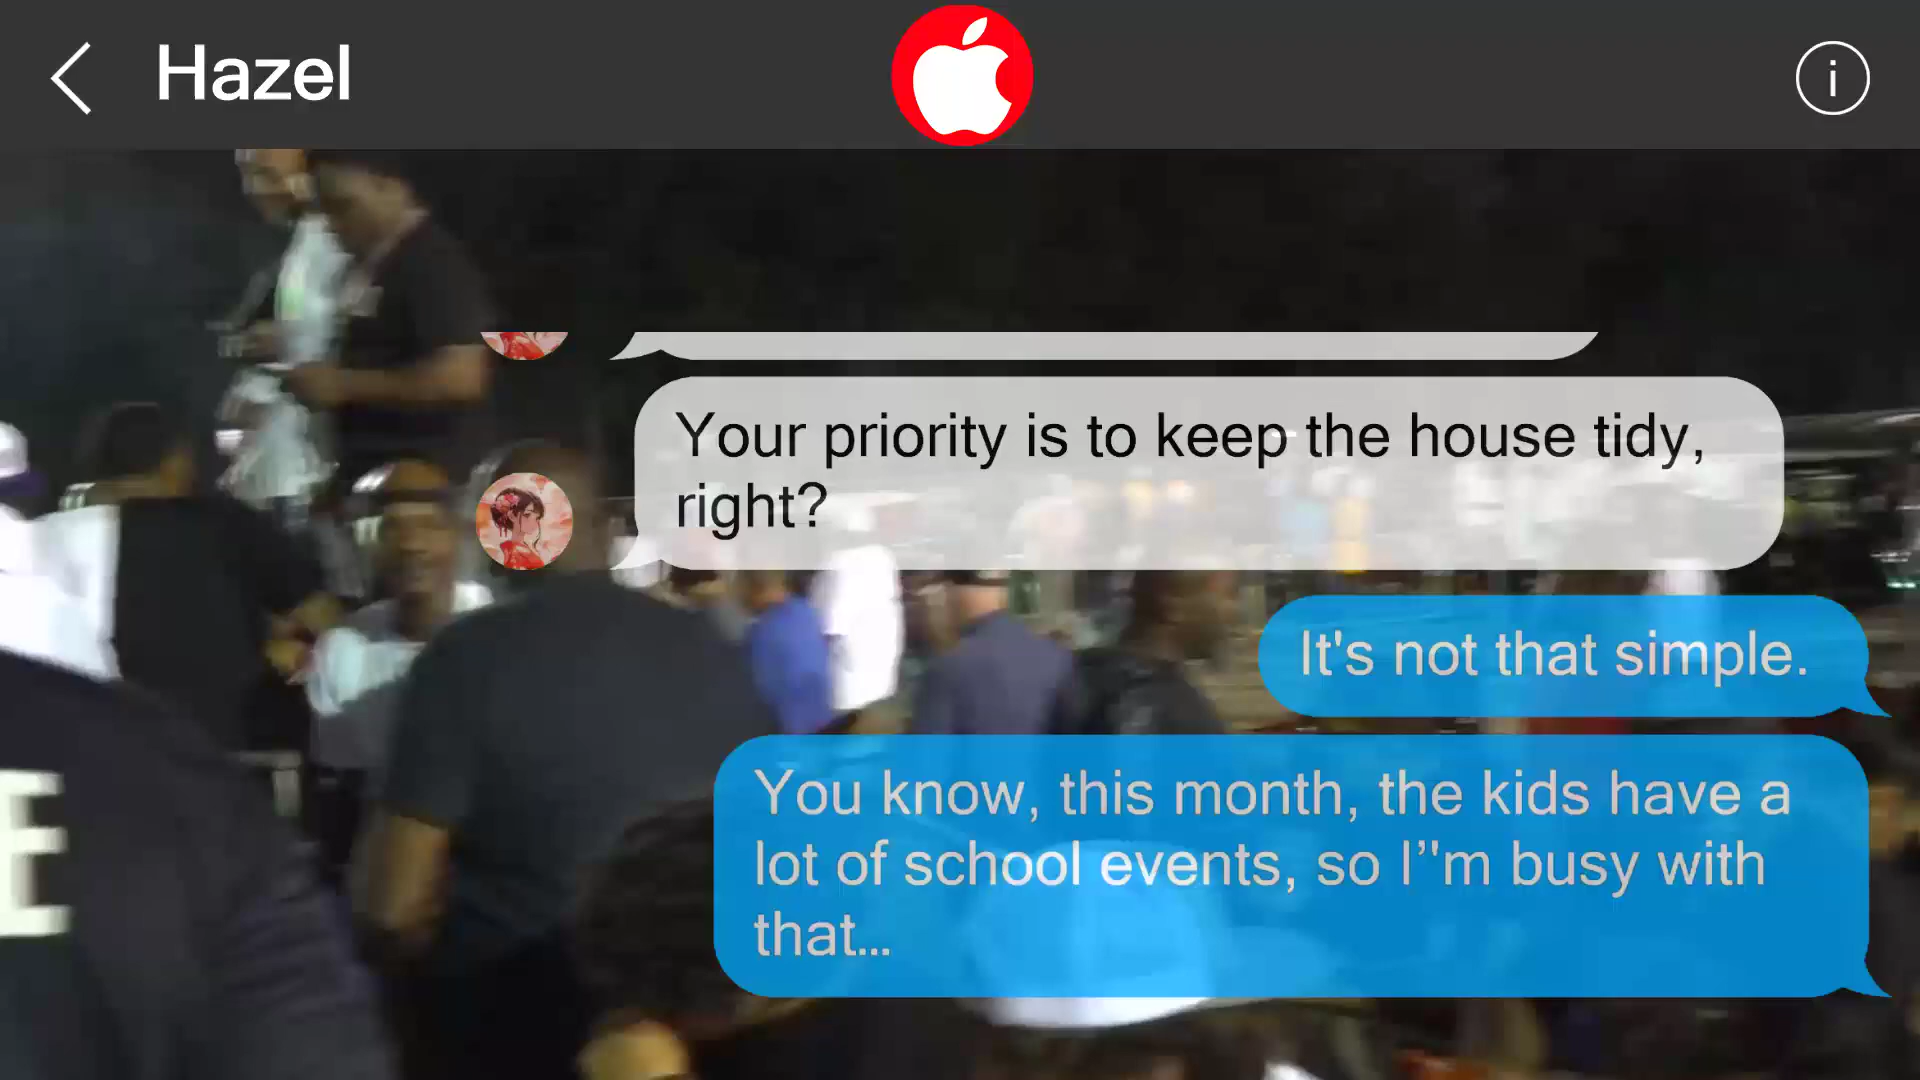 Hazel
i
Your priority is to keep the house tidy,
right?
It's not that simple.
You know, this month, the kids have a
lot of school events, so I”m busy with
that...
E